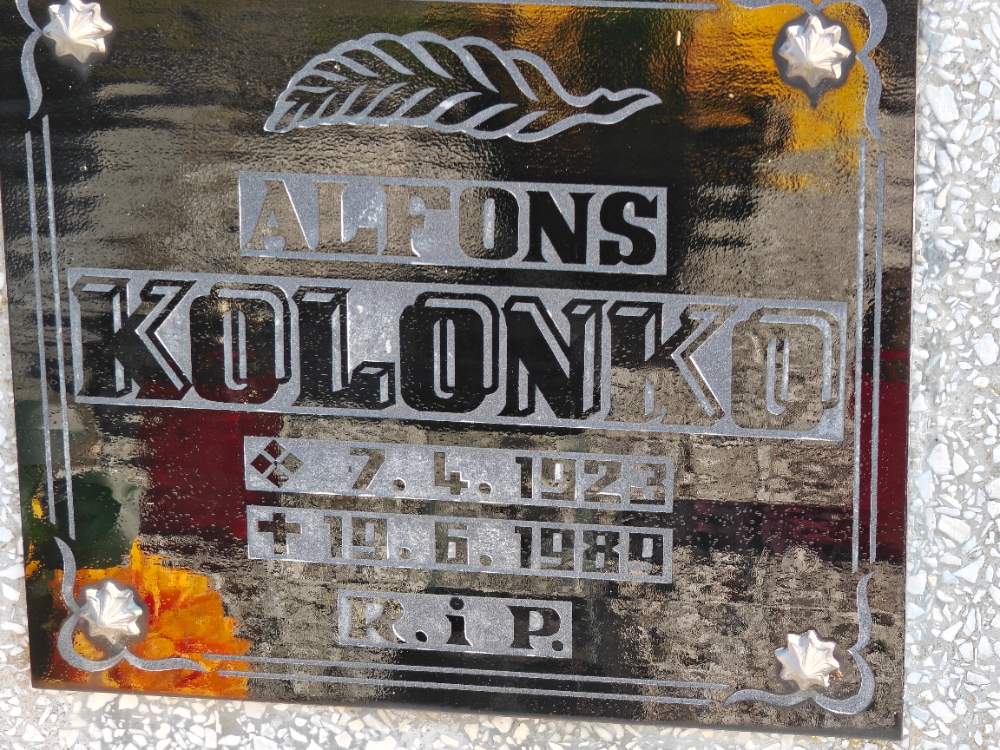 ALFONS
KOLONKO
7. 4. 1923
✝ 19. 6. 1989
R. i P.